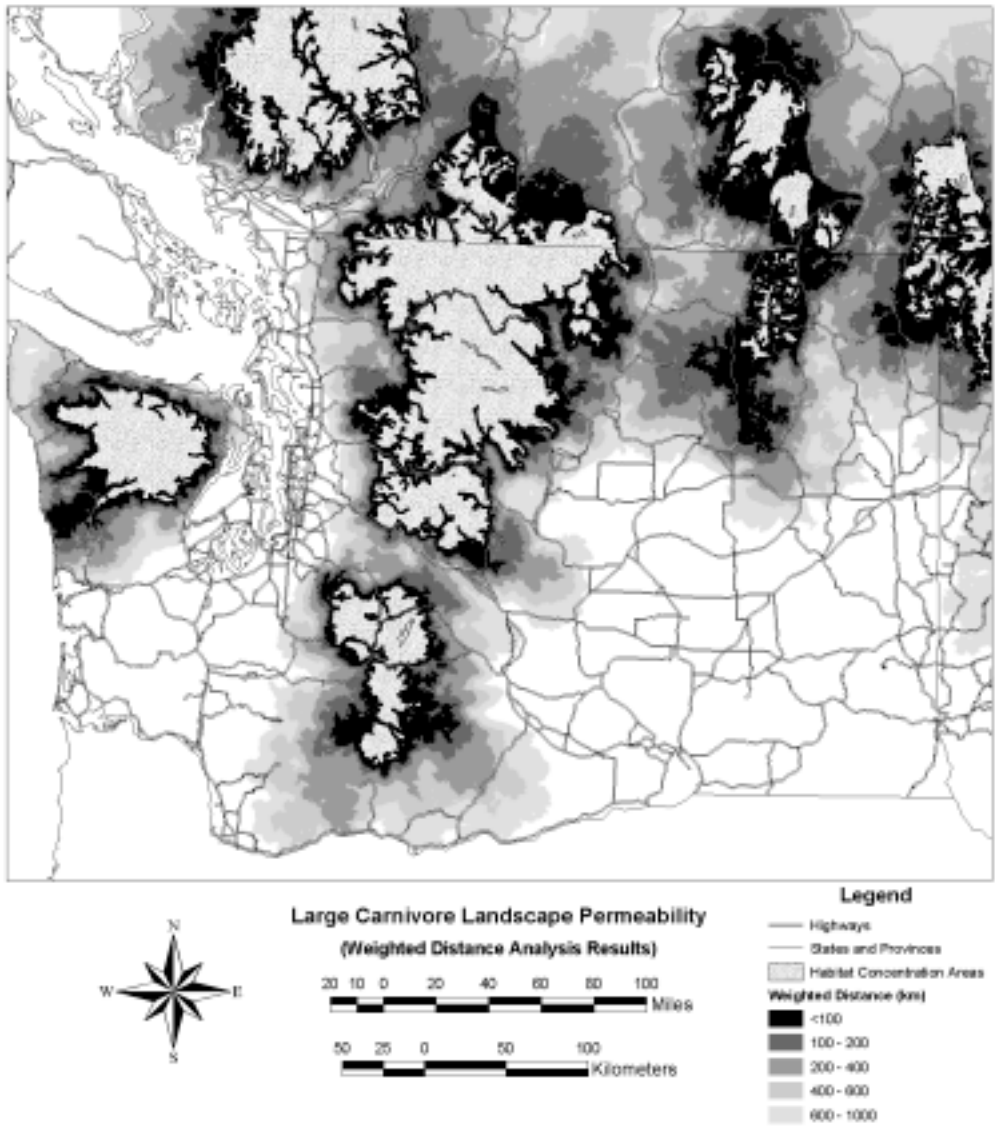 Large Carnivore Landscape Permeability
(Weighted Distance Analysis Results)
N
W
E
S
20 10 0 20 40 60 80 100
Miles
50 25 0 50 100
Kilometers
Legend
Highways
States and Provinces
Habitat Concentration Areas
Weighted Distance (km)
<100
100 - 200
200 - 400
400 - 600
600 - 1000